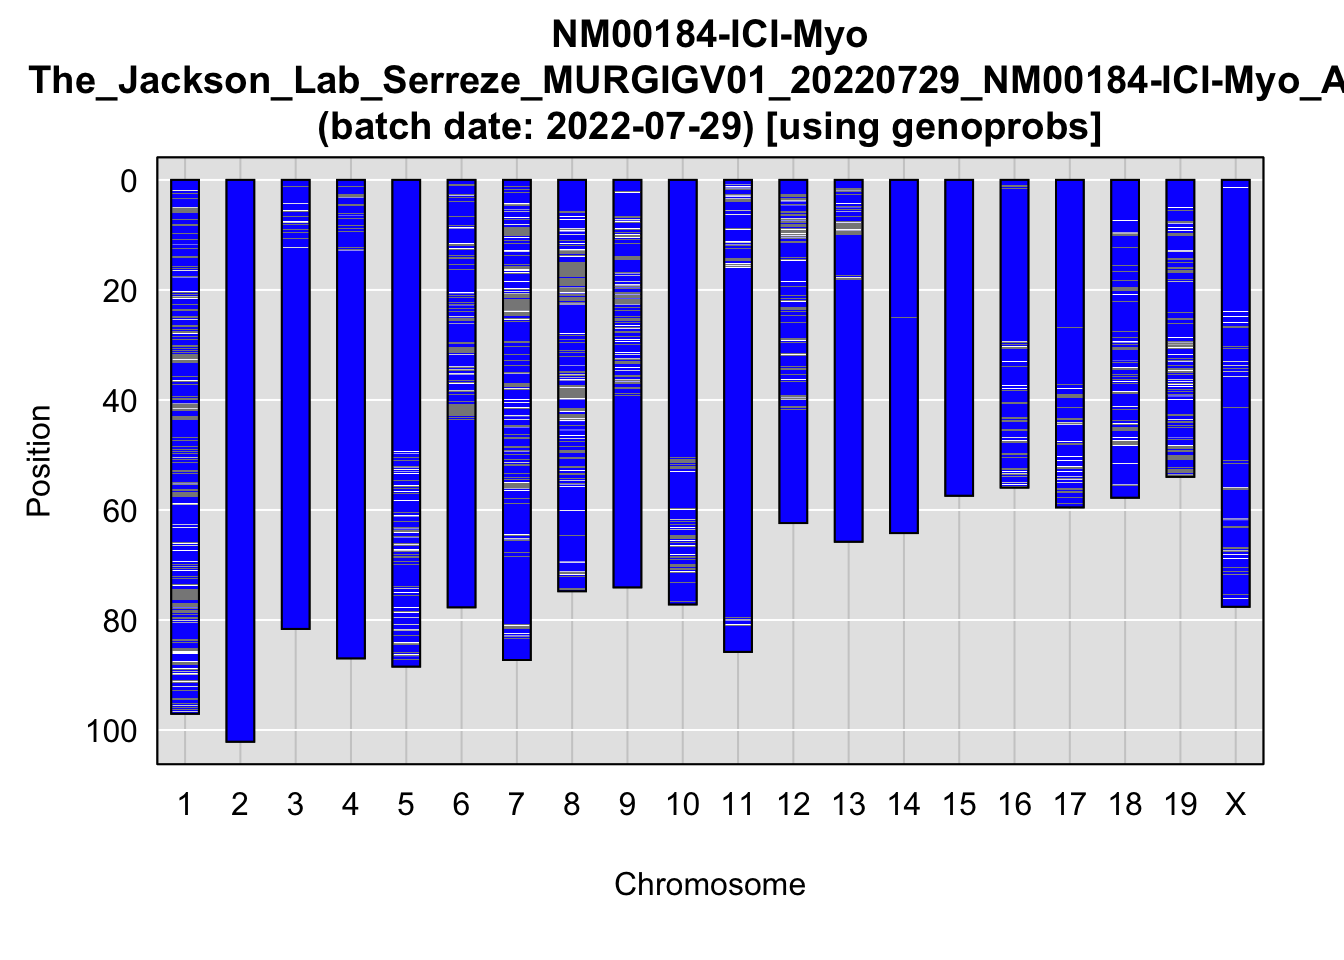 NM00184-ICI-Myo
The_Jackson_Lab_Serreze_MURGIGV01_20220729_NM00184-ICI-Myo_A
(batch date: 2022-07-29) [using genoprobs]
0
20
40
60
80
100
Position
1 2 3 4 5 6 7 8 9 10 11 12 13 14 15 16 17 18 19 X
Chromosome